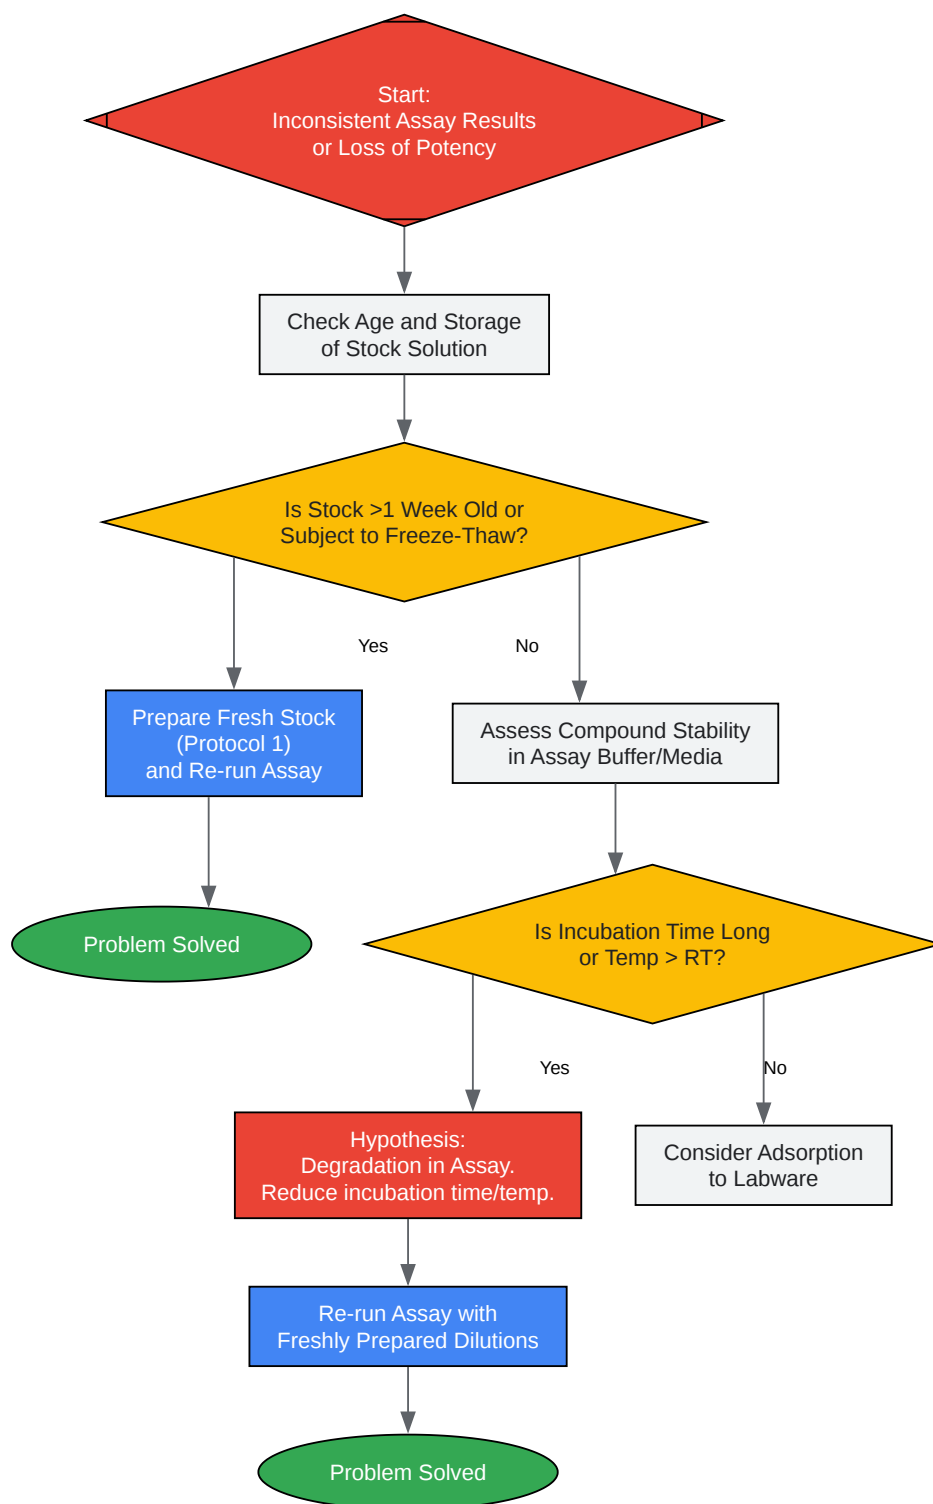 Start:
Inconsistent Assay Results
or Loss of Potency
Check Age and Storage
of Stock Solution
Is Stock >1 Week Old or
Subject to Freeze-Thaw?
Yes
No
Prepare Fresh Stock
(Protocol 1)
and Re-run Assay
Assess Compound Stability
in Assay Buffer/Media
Problem Solved
Is Incubation Time Long
or Temp > RT?
Yes
No
Hypothesis:
Degradation in Assay.
Reduce incubation time/temp.
Consider Adsorption
to Labware
Re-run Assay with
Freshly Prepared Dilutions
Problem Solved